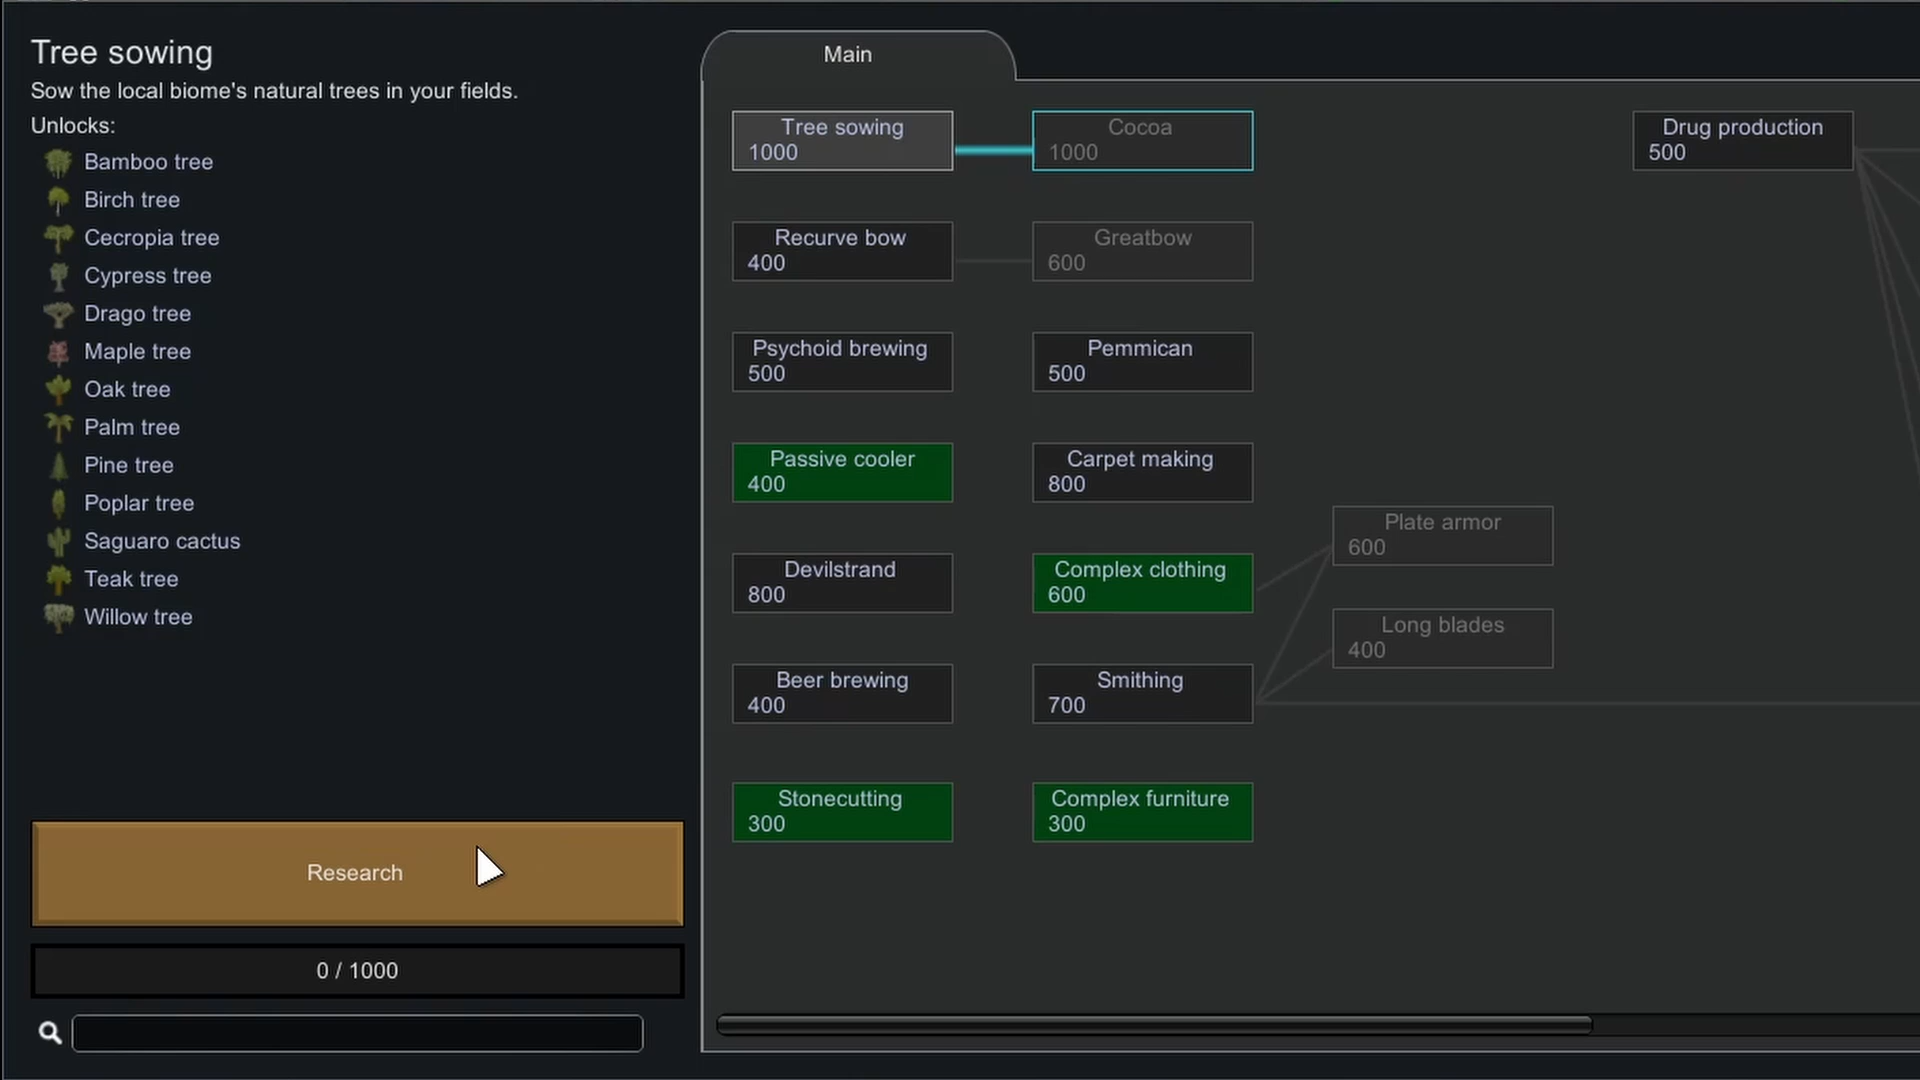 Tree sowing
Sow the local biome's natural trees in your fields.
Unlocks:
Bamboo tree
Birch tree
Cecropia tree
Cypress tree
Drago tree
Maple tree
Oak tree
Palm tree
Pine tree
Poplar tree
Saguaro cactus
Teak tree
Willow tree
Research
0 / 1000
Main
Tree sowing
1000
Cocoa
1000
Drug production
500
Recurve bow
400
Greatbow
600
Psychoid brewing
500
Pemmican
500
Passive cooler
400
Carpet making
800
Plate armor
600
Devilstrand
800
Complex clothing
600
Long blades
400
Beer brewing
400
Smithing
700
Stonecutting
300
Complex furniture
300